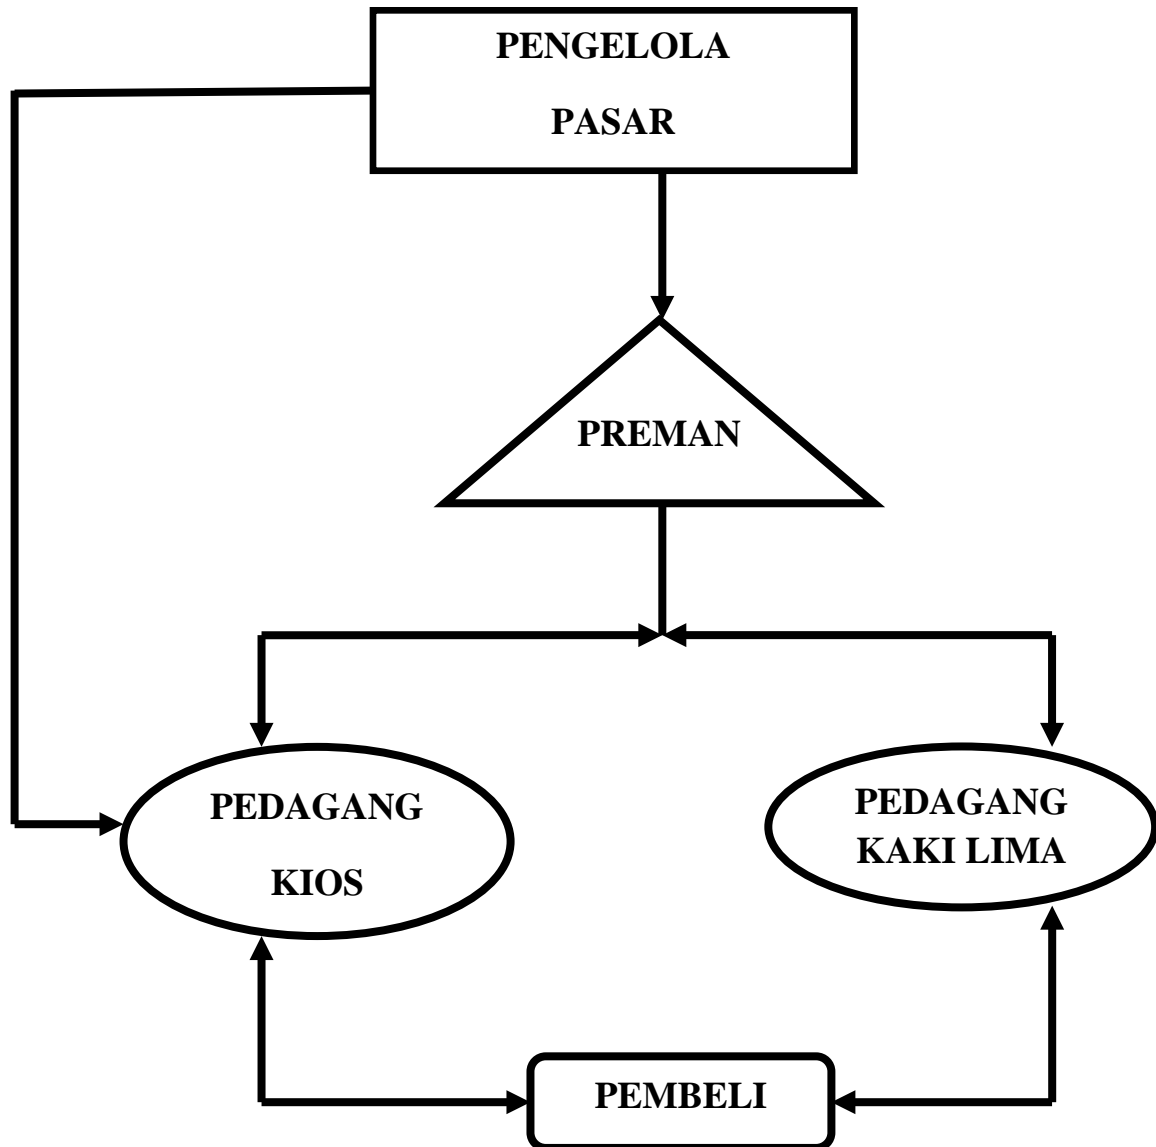 PENGELOLA
PASAR
PREMAN
PEDAGANG
KIOS
PEDAGANG
KAKI LIMA
PEMBELI